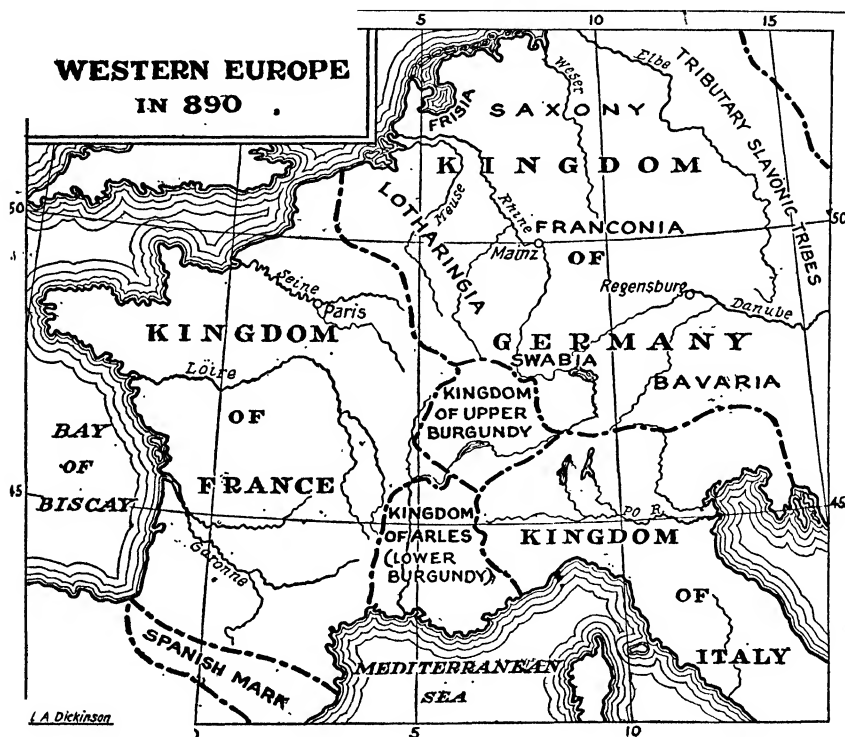 5
10
15
WESTERN EUROPE
IN 890
FRISIA
Weser
Elbe
TRIBUTARY SLAVONIC TRIBES
SAXONY
KINGDOM
50
LOTHARINGIA
Meuse
Rhine
FRANCONIA
50
Mainz
OF
Seine
Paris
Regensburg
Danube
KINGDOM
GERMANY
SWABIA
Loire
BAVARIA
KINGDOM
OF UPPER
BURGUNDY
OF
BAY
OF
BISCAY
45
FRANCE
KINGDOM
OF ARLES
(LOWER
BURGUNDY)
PO R.
45
KINGDOM
Garonne
OF
SPANISH MARK
MEDITERRANEAN
SEA
ITALY
L A Dickinson
0
5
10